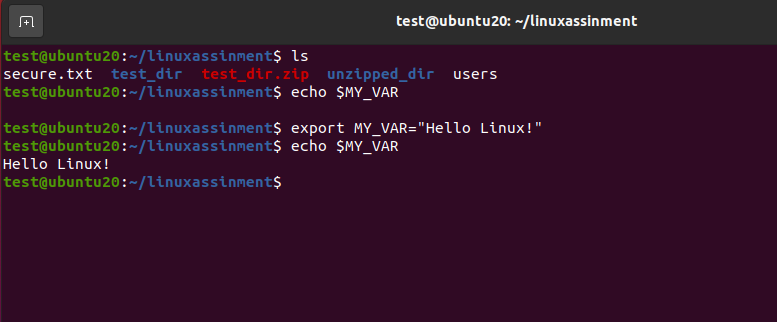 test@ubuntu20: ~/linuxassinment
test@ubuntu20:~/linuxassinment$ ls
secure.txt  test_dir  test_dir.zip  unzipped_dir  users
test@ubuntu20:~/linuxassinment$ echo $MY_VAR

test@ubuntu20:~/linuxassinment$ export MY_VAR="Hello Linux!"
test@ubuntu20:~/linuxassinment$ echo $MY_VAR
Hello Linux!
test@ubuntu20:~/linuxassinment$